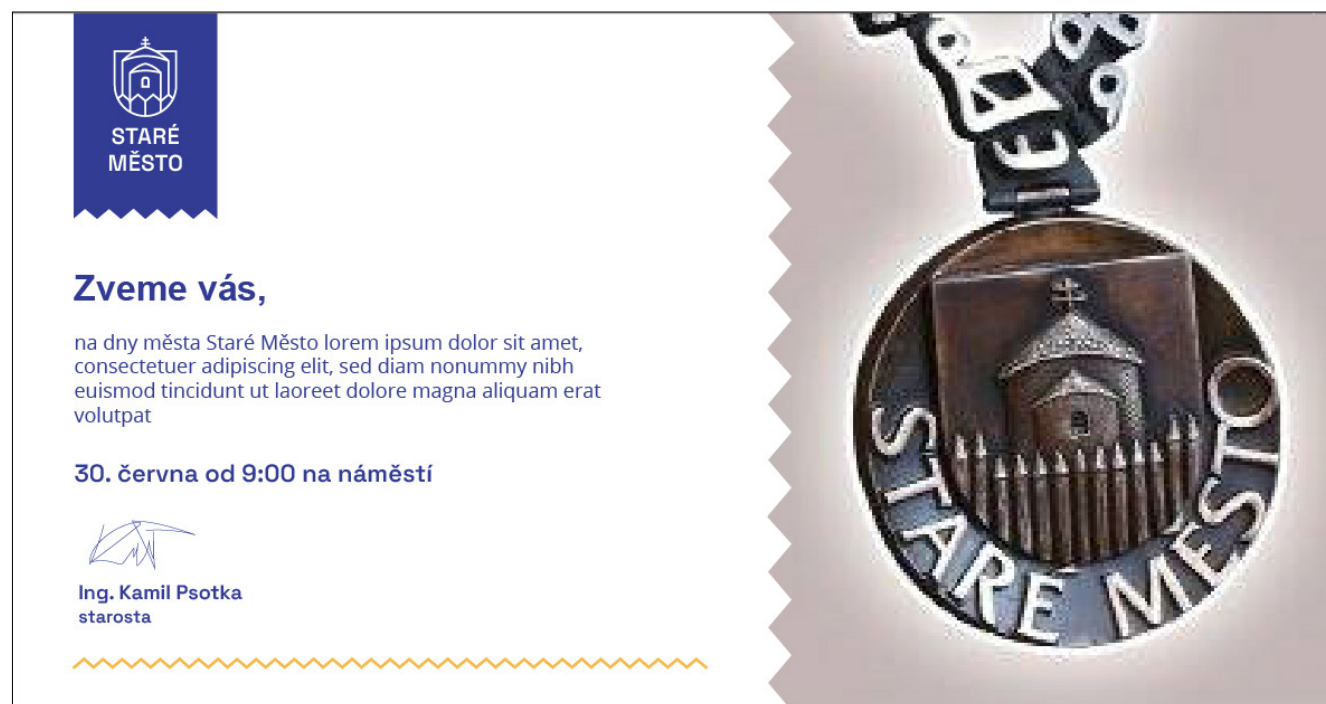 STARÉ
MĚSTO
Zveme vás,
na dny města Staré Město lorem ipsum dolor sit amet,
consectetuer adipiscing elit, sed diam nonummy nibh
euismod tincidunt ut laoreet dolore magna aliquam erat
volutpat
30. června od 9:00 na náměstí
Ing. Kamil Psotka
starosta
STARÉ MĚSTO